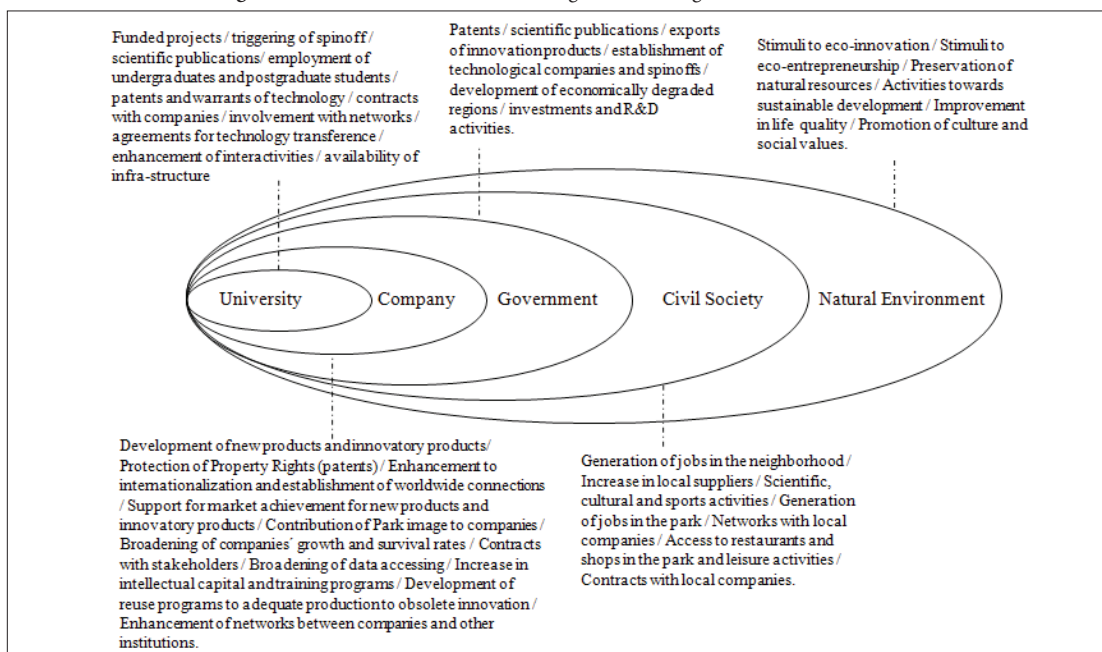 Funded projects / triggering of spinoff /
scientific publications / employment of
undergraduates and postgraduate students /
patents and warrants of technology / contracts
with companies / involvement with networks /
agreements for technology transference /
enhancement of interactivities / availability of
infra-structure
Patents / scientific publications / exports
of innovation products / establishment of
technological companies and spinoffs /
development of economically degraded
regions / investments and R&D
activities.
Stimuli to eco-innovation / Stimuli to
eco-entrepreneurship / Preservation of
natural resources / Activities towards
sustainable development / Improvement
in life quality / Promotion of culture and
social values.
University
Company
Government
Civil Society
Natural Environment
Development of new products and innovatory products /
Protection of Property Rights (patents) / Enhancement to
internationalization and establishment of worldwide connections
/ Support for market achievement for new products and
innovatory products / Contribution of Park image to companies /
Broadening of companies´ growth and survival rates / Contracts
with stakeholders / Broadening of data accessing / Increase in
intellectual capital and training programs / Development of
reuse programs to adequate production to obsolete innovation /
Enhancement of networks between companies and other
institutions.
Generation of jobs in the neighborhood /
Increase in local suppliers / Scientific,
cultural and sports activities / Generation
of jobs in the park / Networks with local
companies / Access to restaurants and
shops in the park and leisure activities /
Contracts with local companies.